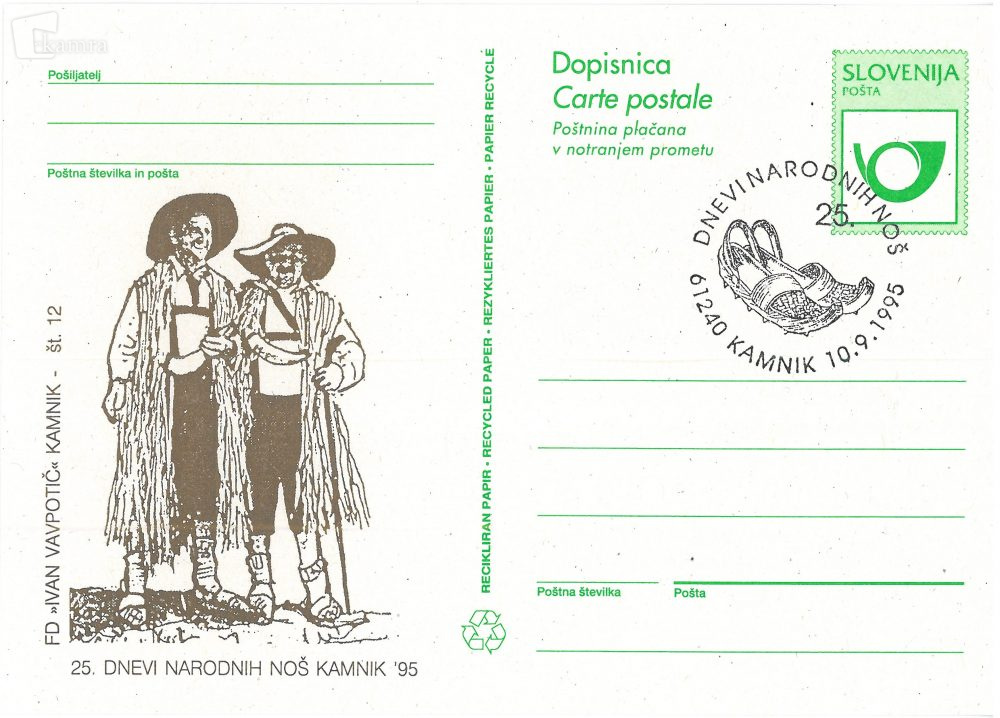 kamra
Pošiljatelj
Poštna številka in pošta
FD »IVAN VAVPOTIČ« KAMNIK - št. 12
25. DNEVI NARODNIH NOŠ KAMNIK '95
RECIKLIRAN PAPIR • RECYCLED PAPER • REZYKLIERTES PAPIER • PAPIER RECYCLE
Dopisnica
Carte postale
Poštnina plačana
v notranjem prometu
SLOVENIJA
POŠTA
DNEVI NARODNIH NOŠ
25.
61240 KAMNIK 10.9.1995
Poštna številka
Pošta